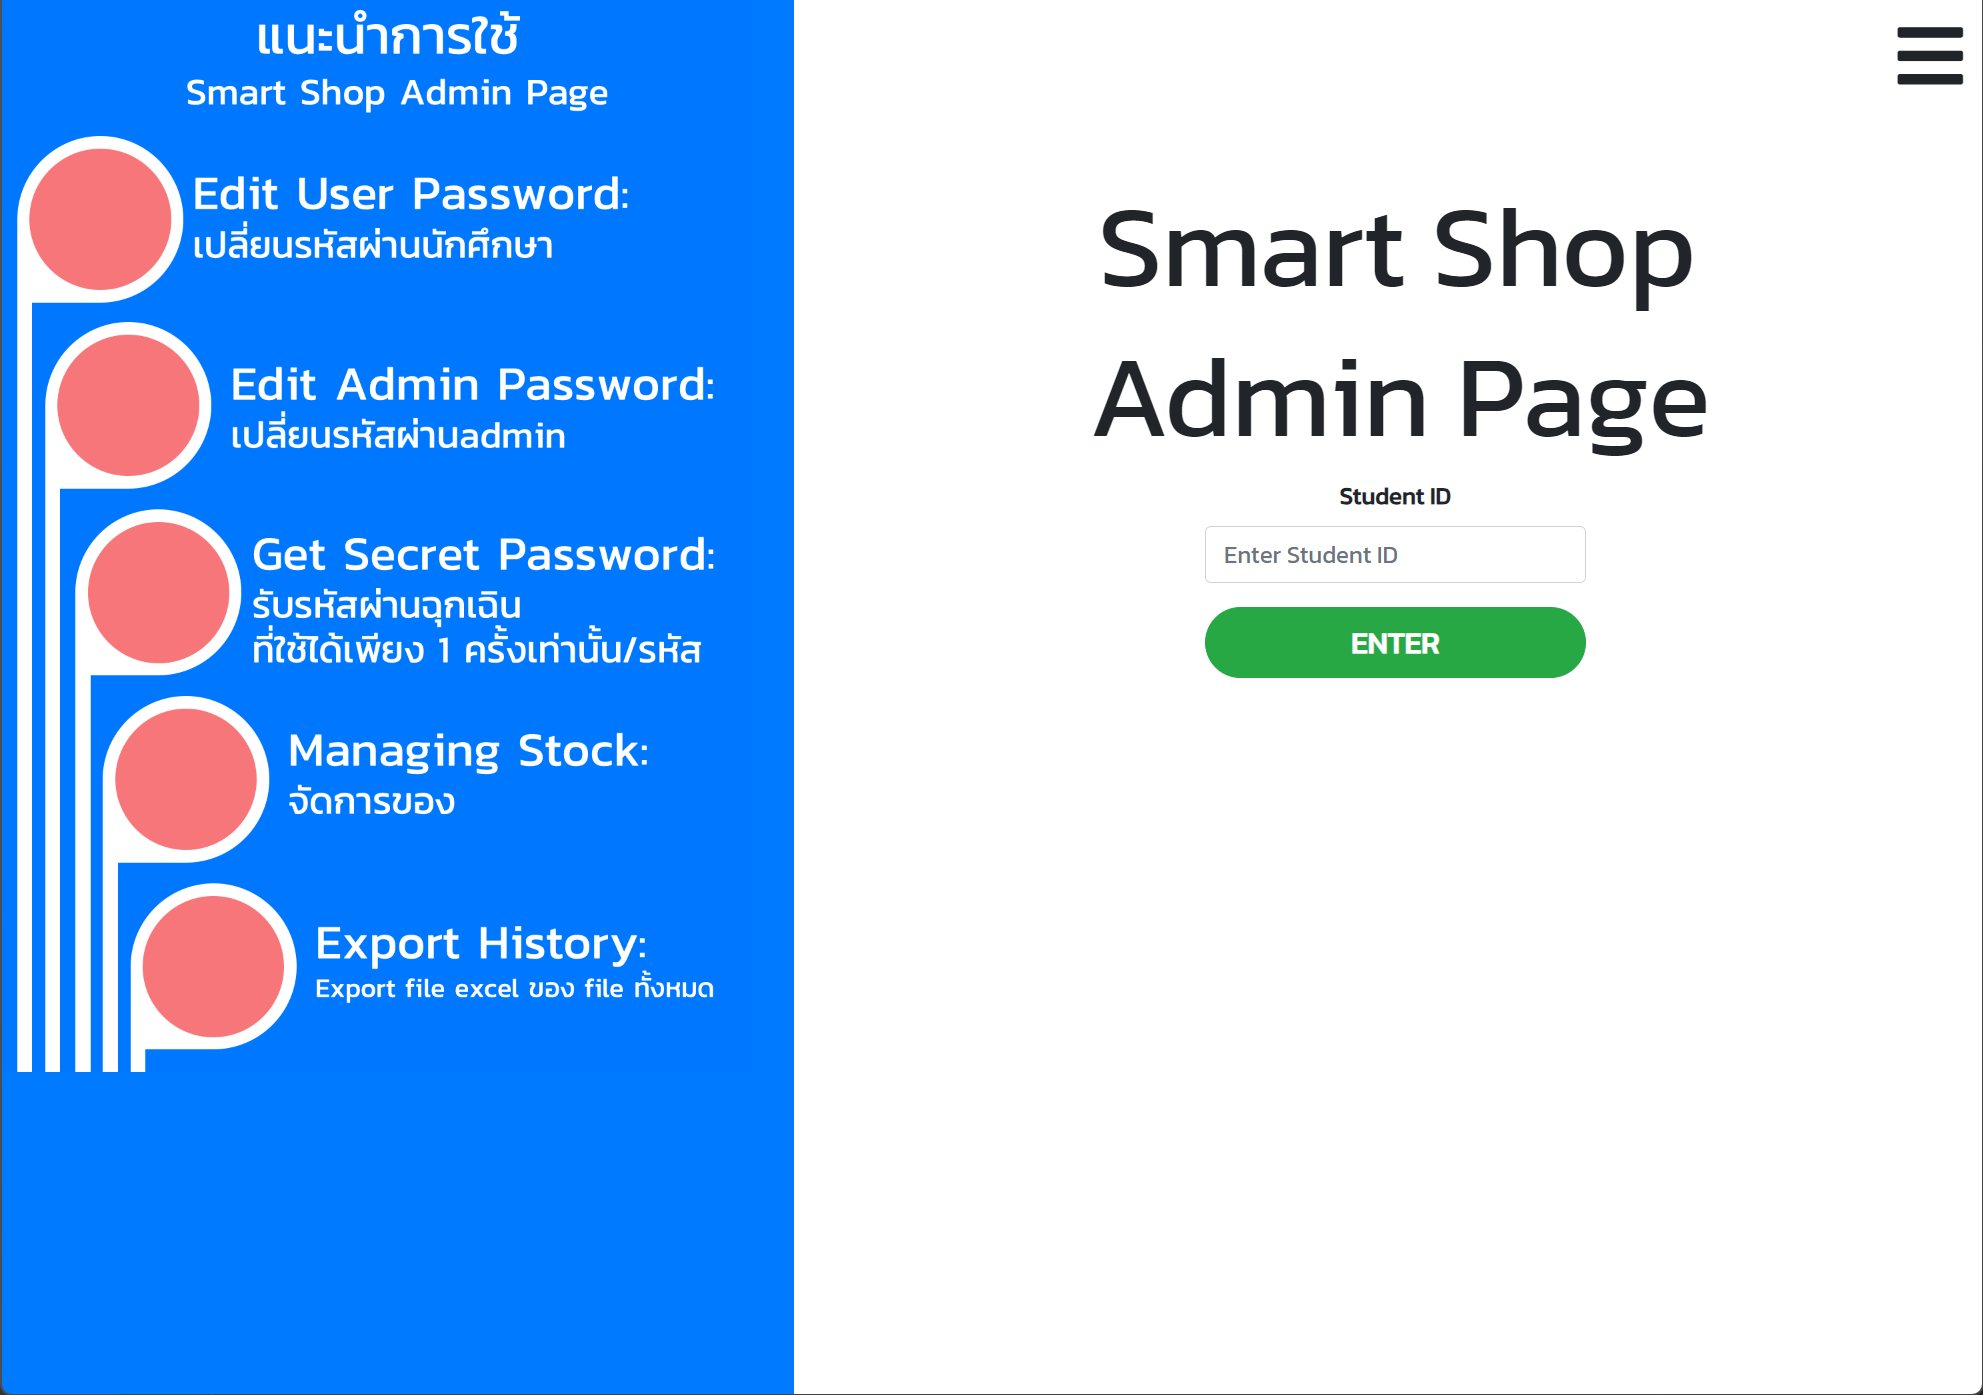 แนะนำการใช้
Smart Shop Admin Page
Edit User Password:
เปลี่ยนรหัสผ่านนักศึกษา
Edit Admin Password:
เปลี่ยนรหัสผ่านadmin
Get Secret Password:
รับรหัสผ่านฉุกเฉิน
ที่ใช้ได้เพียง 1 ครั้งเท่านั้น/รหัส
Managing Stock:
จัดการของ
Export History:
Export file excel ของ file ทั้งหมด
Smart Shop
Admin Page
Student ID
Enter Student ID
ENTER